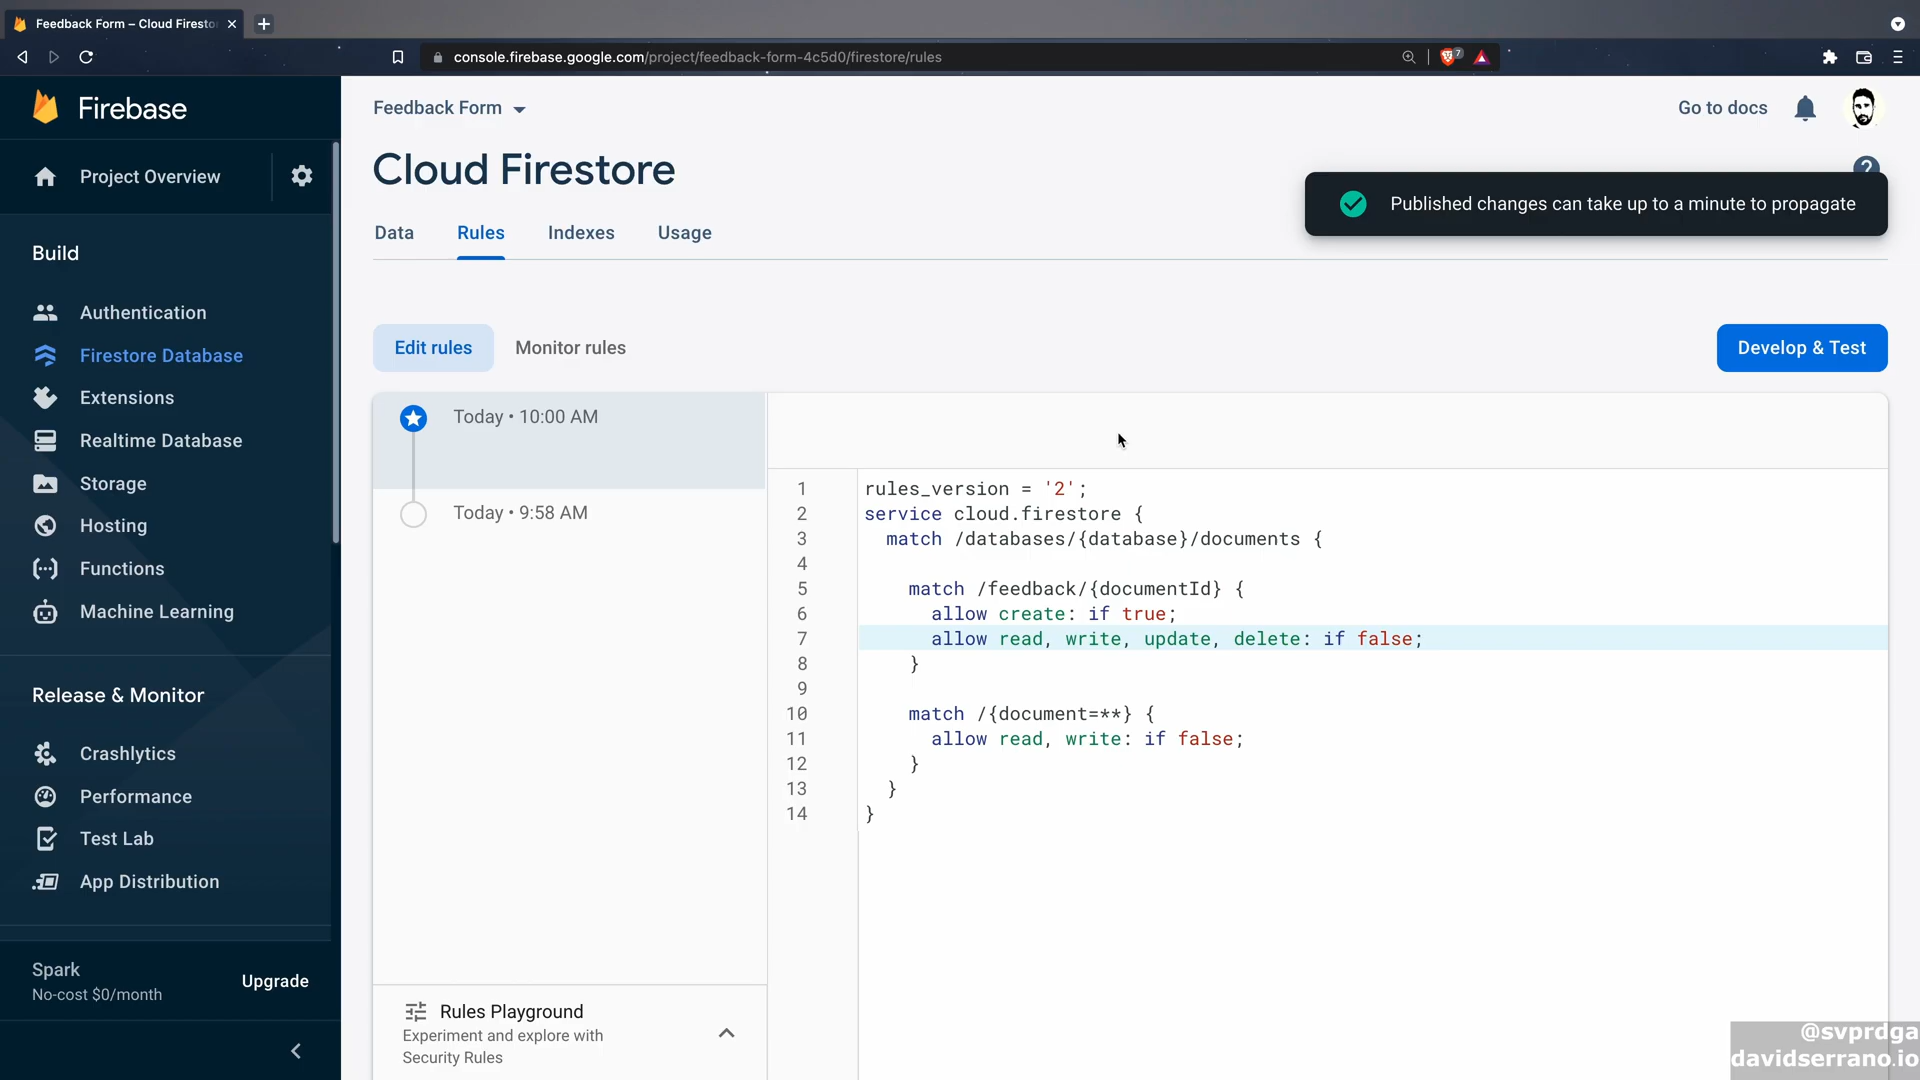 Feedback Form – Cloud Firesto
console.firebase.google.com/project/feedback-form-4c5d0/firestore/rules
7
Firebase
Project Overview
Build
Authentication
Firestore Database
Extensions
Realtime Database
Storage
Hosting
Functions
Machine Learning
Release & Monitor
Crashlytics
Performance
Test Lab
App Distribution
Spark
No-cost $0/month
Upgrade
Feedback Form
Go to docs
Cloud Firestore
?
Published changes can take up to a minute to propagate
Data Rules Indexes Usage
Edit rules Monitor rules
Develop & Test
Today • 10:00 AM
Today • 9:58 AM
1 rules_version = '2';
2 service cloud.firestore {
3 match /databases/{database}/documents {
4
5 match /feedback/{documentId} {
6 allow create: if true;
7 allow read, write, update, delete: if false;
8 }
9
10 match /{document=**} {
11 allow read, write: if false;
12 }
13 }
14 }
Rules Playground
Experiment and explore with
Security Rules
@svprdga
davidserrano.io